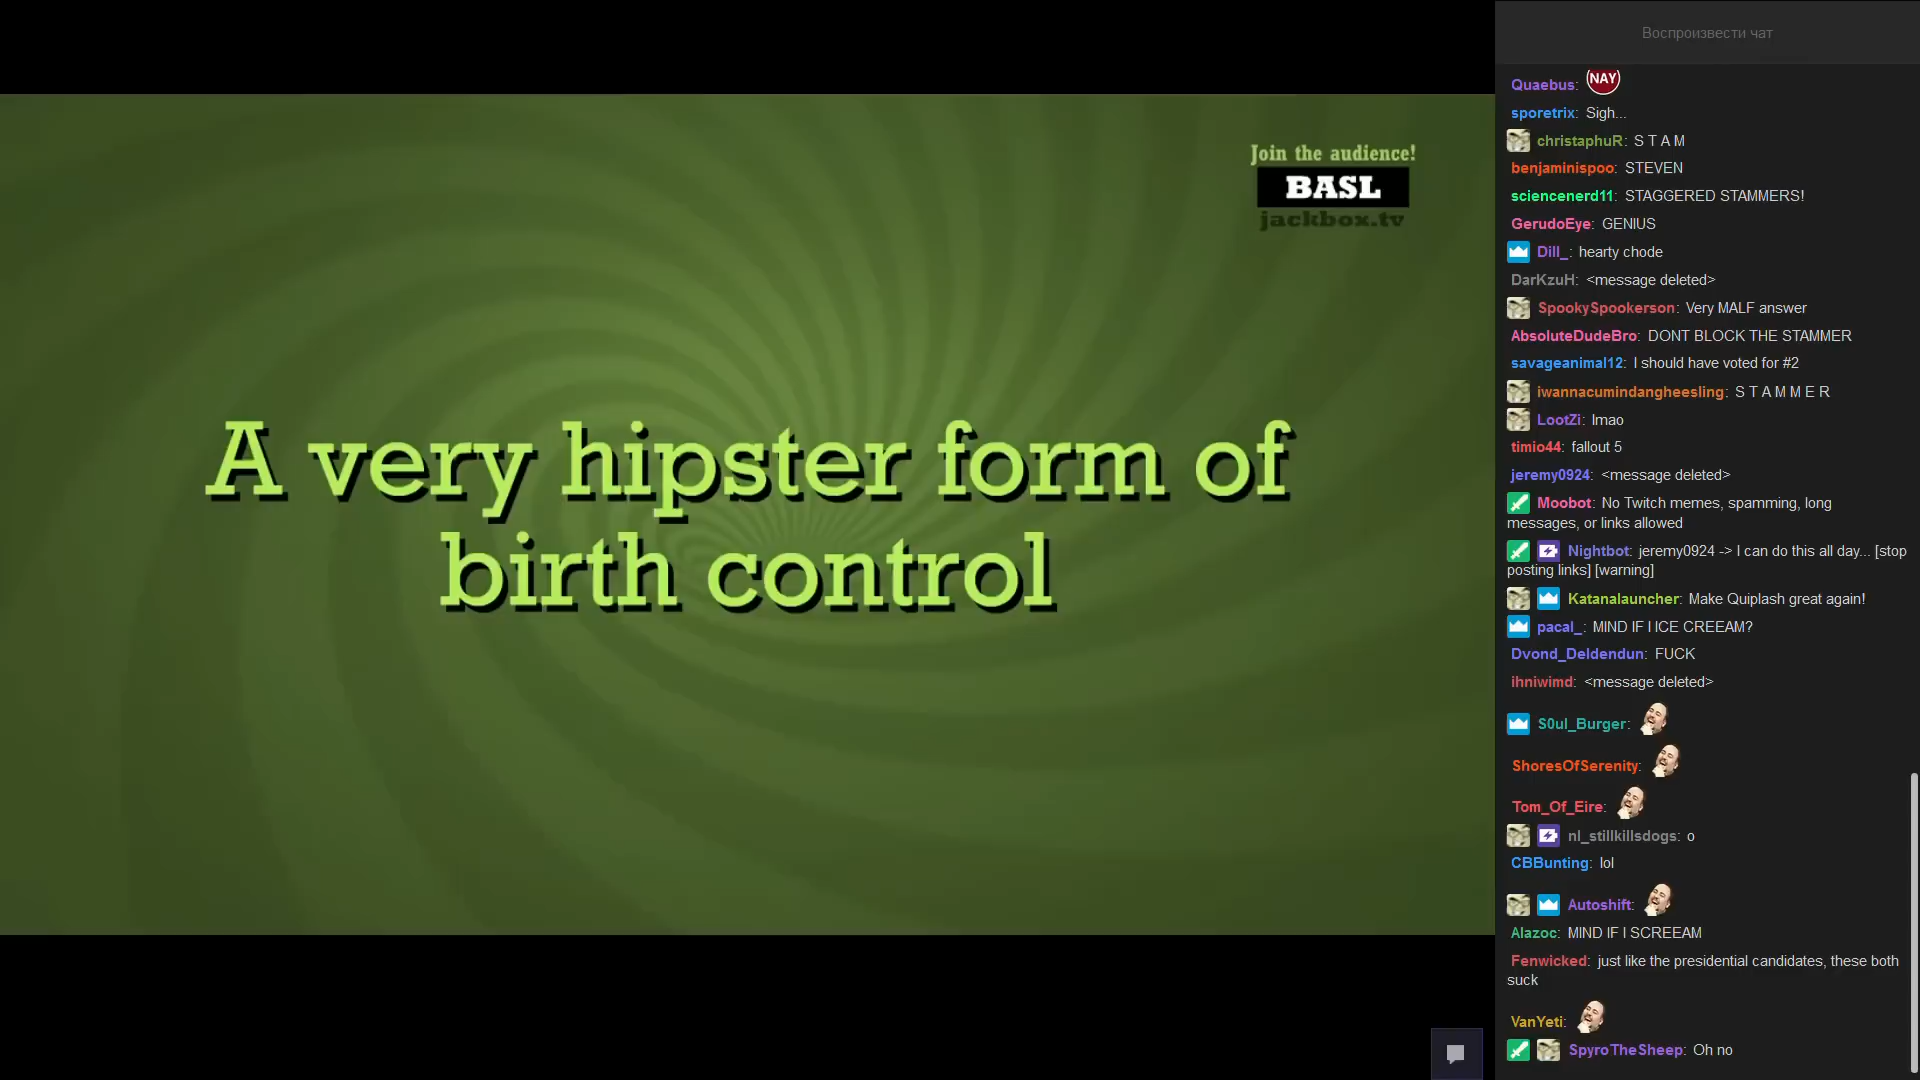 Join the audience!
BASL
jackbox.tv
A very hipster form of
birth control
Воспроизвести чат
Quaebus: NAY
sporetrix: Sigh...
christaphuR: S T A M
benjaminispoo: STEVEN
sciencenerd11: STAGGERED STAMMERS!
GerudoEye: GENIUS
Dill_: hearty chode
DarKzuH: <message deleted>
SpookySpookerson: Very MALF answer
AbsoluteDudeBro: DONT BLOCK THE STAMMER
savageanimal12: I should have voted for #2
iwannacumindangheesling: S T A M M E R
LootZi: lmao
timio44: fallout 5
jeremy0924: <message deleted>
Moobot: No Twitch memes, spamming, long
messages, or links allowed
Nightbot: jeremy0924 -> I can do this all day... [stop
posting links] [warning]
Katanalauncher: Make Quiplash great again!
pacal_: MIND IF I ICE CREEAM?
Dvond_Deldendun: FUCK
ihniwimd: <message deleted>
S0ul_Burger:
ShoresOfSerenity:
Tom_Of_Eire:
nl_stillkillsdogs: o
CBBunting: lol
Autoshift:
Alazoc: MIND IF I SCREEAM
Fenwicked: just like the presidential candidates, these both
suck
VanYeti:
SpyroTheSheep: Oh no